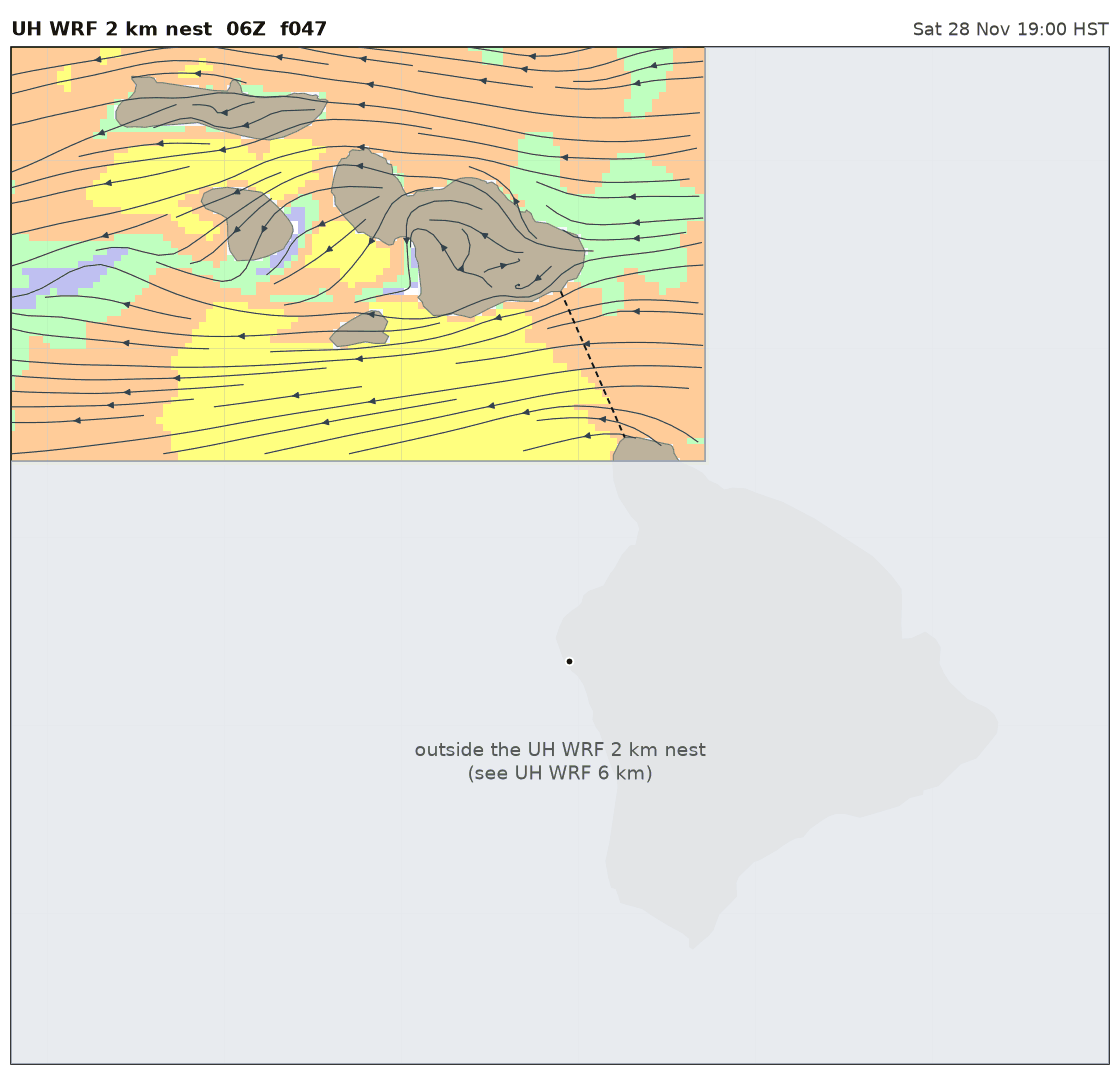 UH WRF 2 km nest  06Z  f047
Sat 28 Nov 19:00 HST
outside the UH WRF 2 km nest
(see UH WRF 6 km)